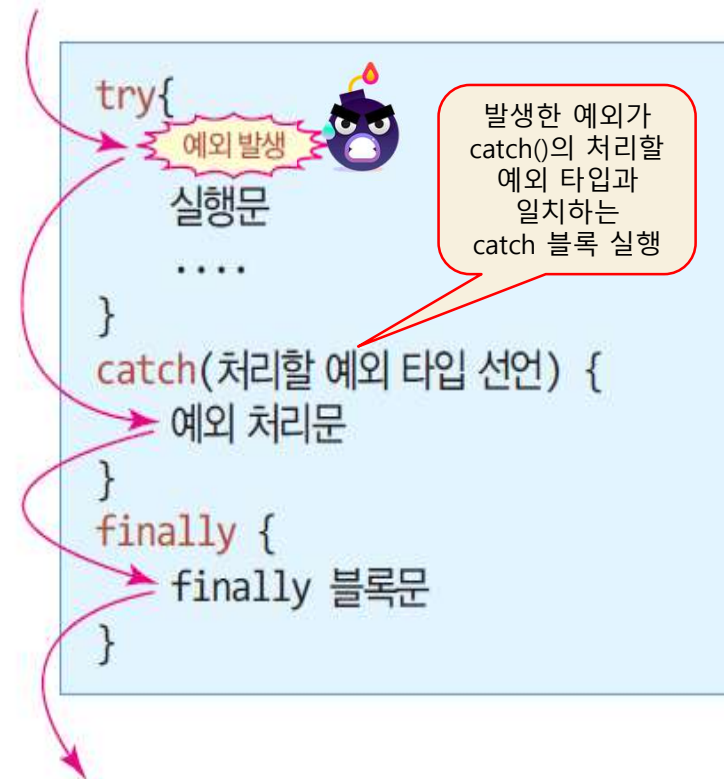 try{
예외 발생
실행문
....
}
catch(처리할 예외 타입 선언) {
예외 처리문
}
finally {
finally 블록문
}
발생한 예외가
catch()의 처리할
예외 타입과
일치하는
catch 블록 실행